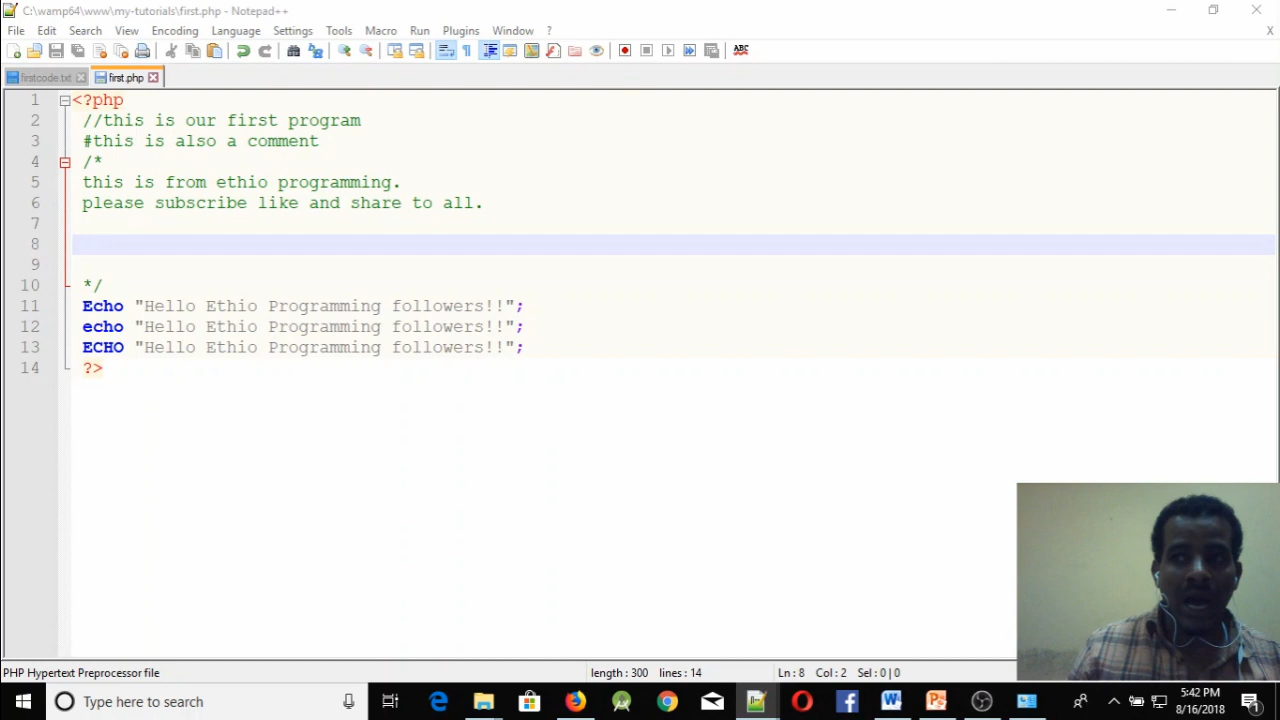 C:\wamp64\www\my-tutorials\first.php - Notepad++
File Edit Search View Encoding Language Settings Tools Macro Run Plugins Window ?
X
ABC
firstcode.txt first.php
1 <?php
2 //this is our first program
3 #this is also a comment
4 /*
5 this is from ethio programming.
6 please subscribe like and share to all.
7
8
9
10 */
11 Echo "Hello Ethio Programming followers!!";
12 echo "Hello Ethio Programming followers!!";
13 ECHO "Hello Ethio Programming followers!!";
14 ?>
PHP Hypertext Preprocessor file length : 300 lines : 14 Ln : 8 Col : 2 Sel : 0 | 0
Type here to search
5:42 PM
8/16/2018